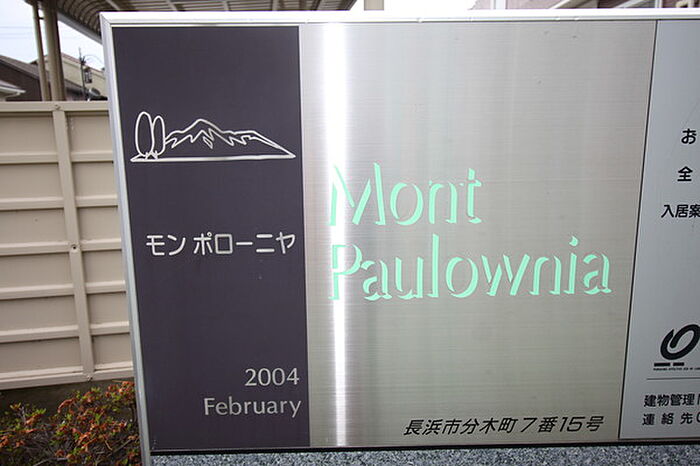 モン ポローニヤ
2004
February
Mont
Paulownia
長浜市分木町7番15号
お
全
入居案
建物管理
連絡先